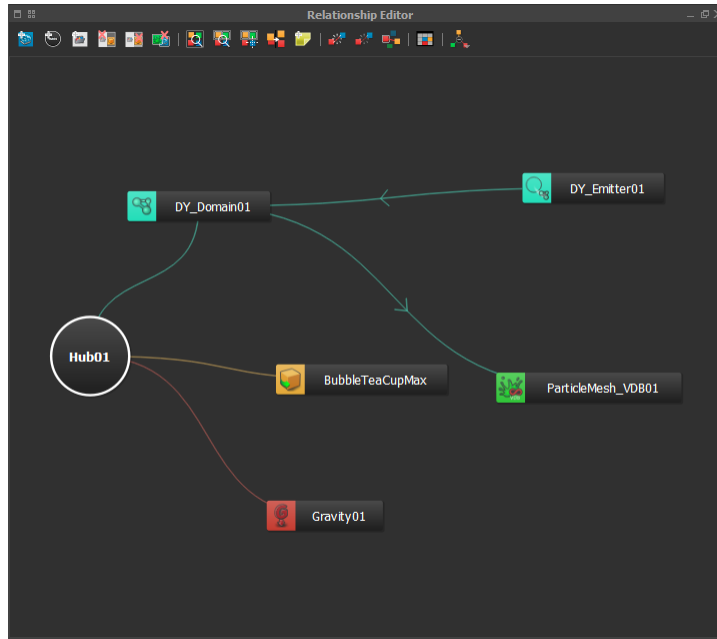 Relationship Editor
DY_Emitter01
DY_Domain01
Hub01
BubbleTeaCupMax
ParticleMesh_VDB01
Gravity01